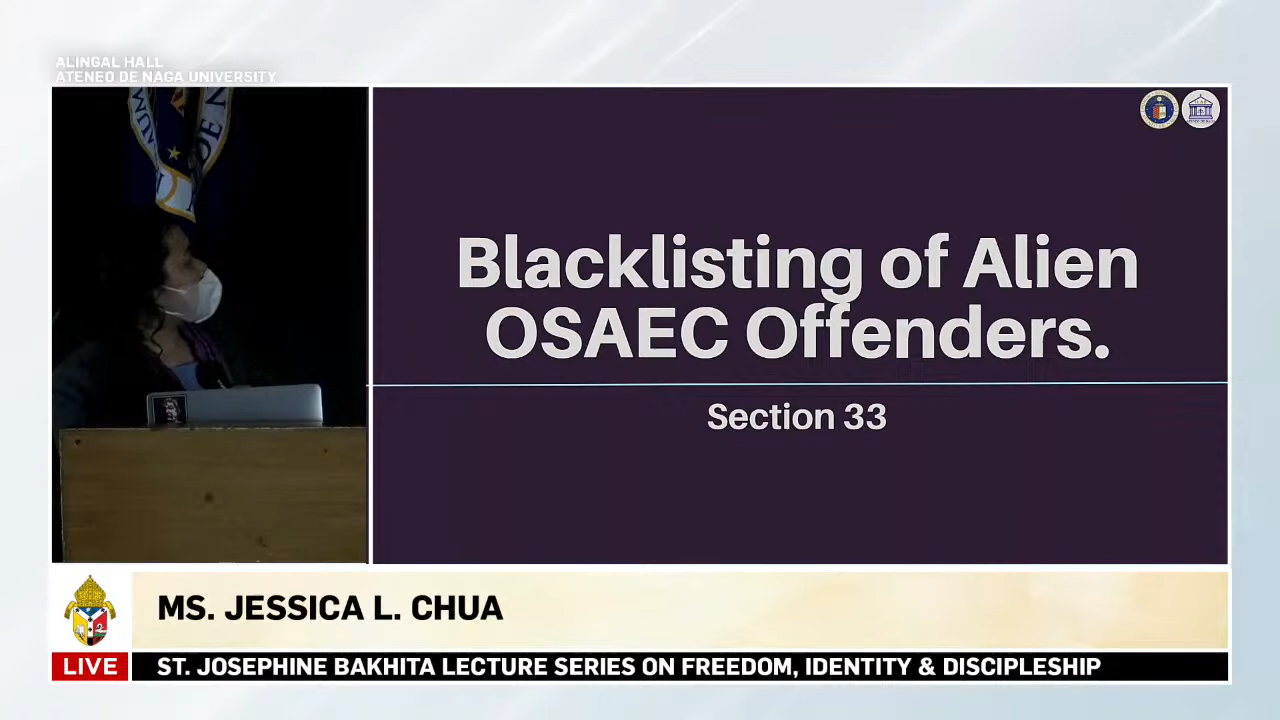 ALINGAL HALL
ATENEO DE NAGA UNIVERSITY
Blacklisting of Alien
OSAEC Offenders.
Section 33
MS. JESSICA L. CHUA
LIVE
ST. JOSEPHINE BAKHITA LECTURE SERIES ON FREEDOM, IDENTITY & DISCIPLESHIP